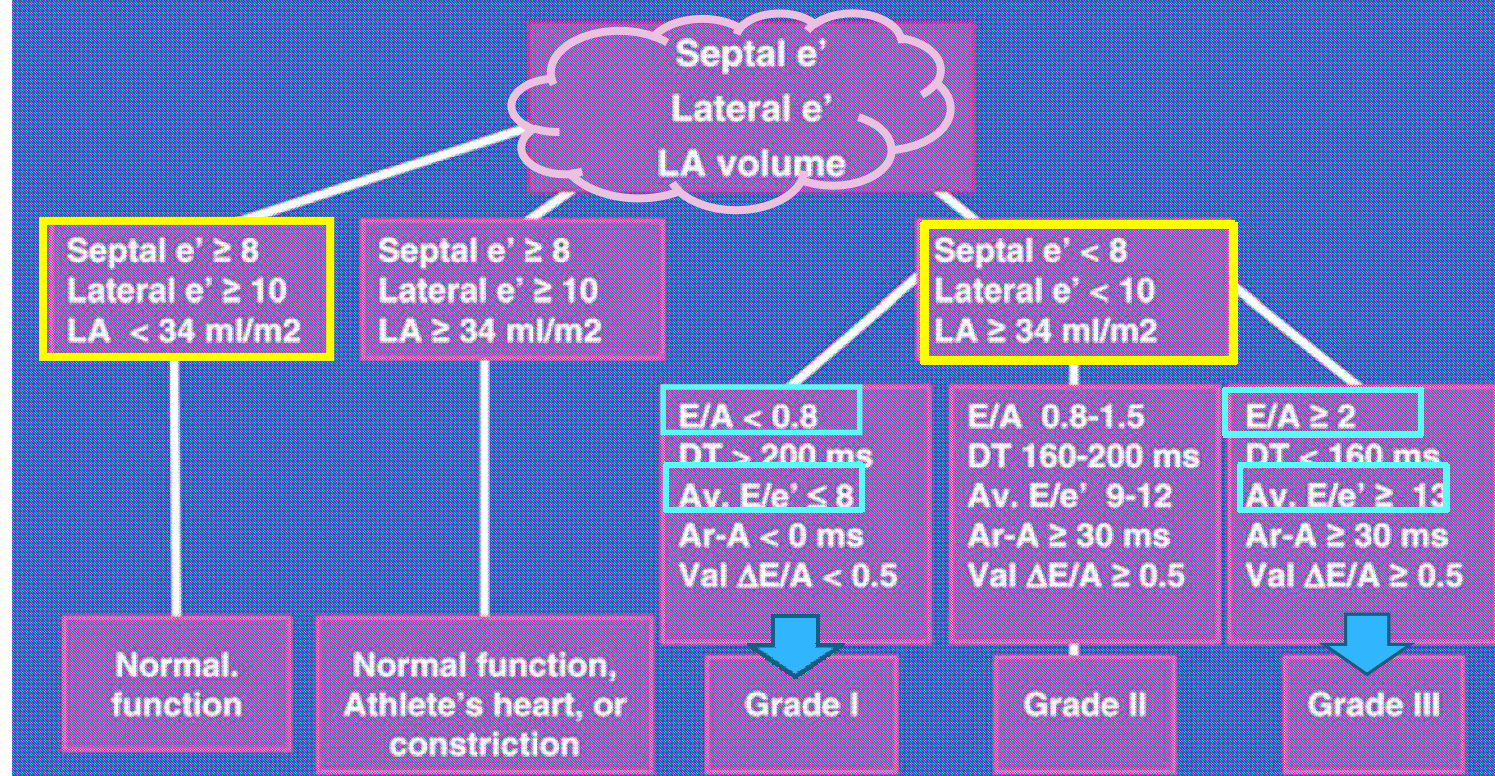 Septal e’
Lateral e’
LA volume
Septal e’ ≥ 8
Lateral e’ ≥ 10
LA < 34 ml/m2
Septal e’ ≥ 8
Lateral e’ ≥ 10
LA ≥ 34 ml/m2
Septal e’ < 8
Lateral e’ < 10
LA ≥ 34 ml/m2
E/A < 0.8
DT > 200 ms
Av. E/e’ ≤ 8
Ar-A < 0 ms
Val ΔE/A < 0.5
E/A 0.8-1.5
DT 160-200 ms
Av. E/e’ 9-12
Ar-A ≥ 30 ms
Val ΔE/A ≥ 0.5
E/A ≥ 2
DT < 160 ms
Av. E/e’ ≥ 13
Ar-A ≥ 30 ms
Val ΔE/A ≥ 0.5
Normal.
function
Normal function,
Athlete’s heart, or
constriction
Grade I
Grade II
Grade III